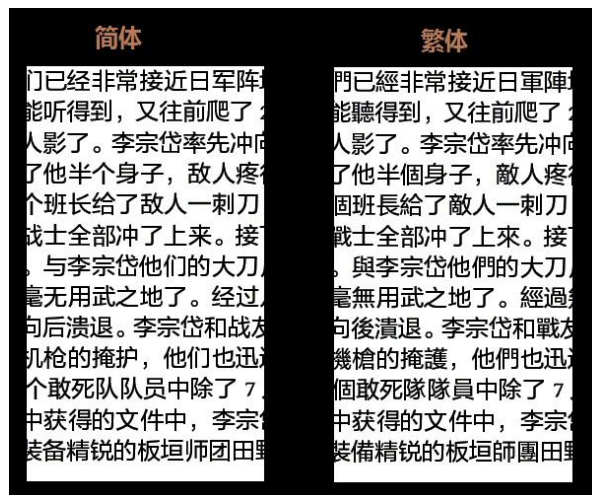 简体
们已经非常接近日军阵
能听得到，又往前爬了
人影了。李宗岱率先冲向
了他半个身子，敌人疼
个班长给了敌人一刺刀
战士全部冲了上来。接
。与李宗岱他们的大刀
毫无用武之地了。经过
向后溃退。李宗岱和战友
机枪的掩护，他们也迅
个敢死队队员中除了7
中获得的文件中，李宗
装备精锐的板垣师团田野
繁体
們已經非常接近日軍陣
能聽得到，又往前爬了
人影了。李宗岱率先冲向
了他半個身子，敵人疼
個班長給了敵人一刺刀
戰士全部冲了上來。接
。與李宗岱他們的大刀
毫無用武之地了。經過
向後潰退。李宗岱和戰友
機槍的掩護，他們也迅
個敢死隊隊員中除了7
中获得的文件中，李宗
裝備精鋭的板垣師團田野